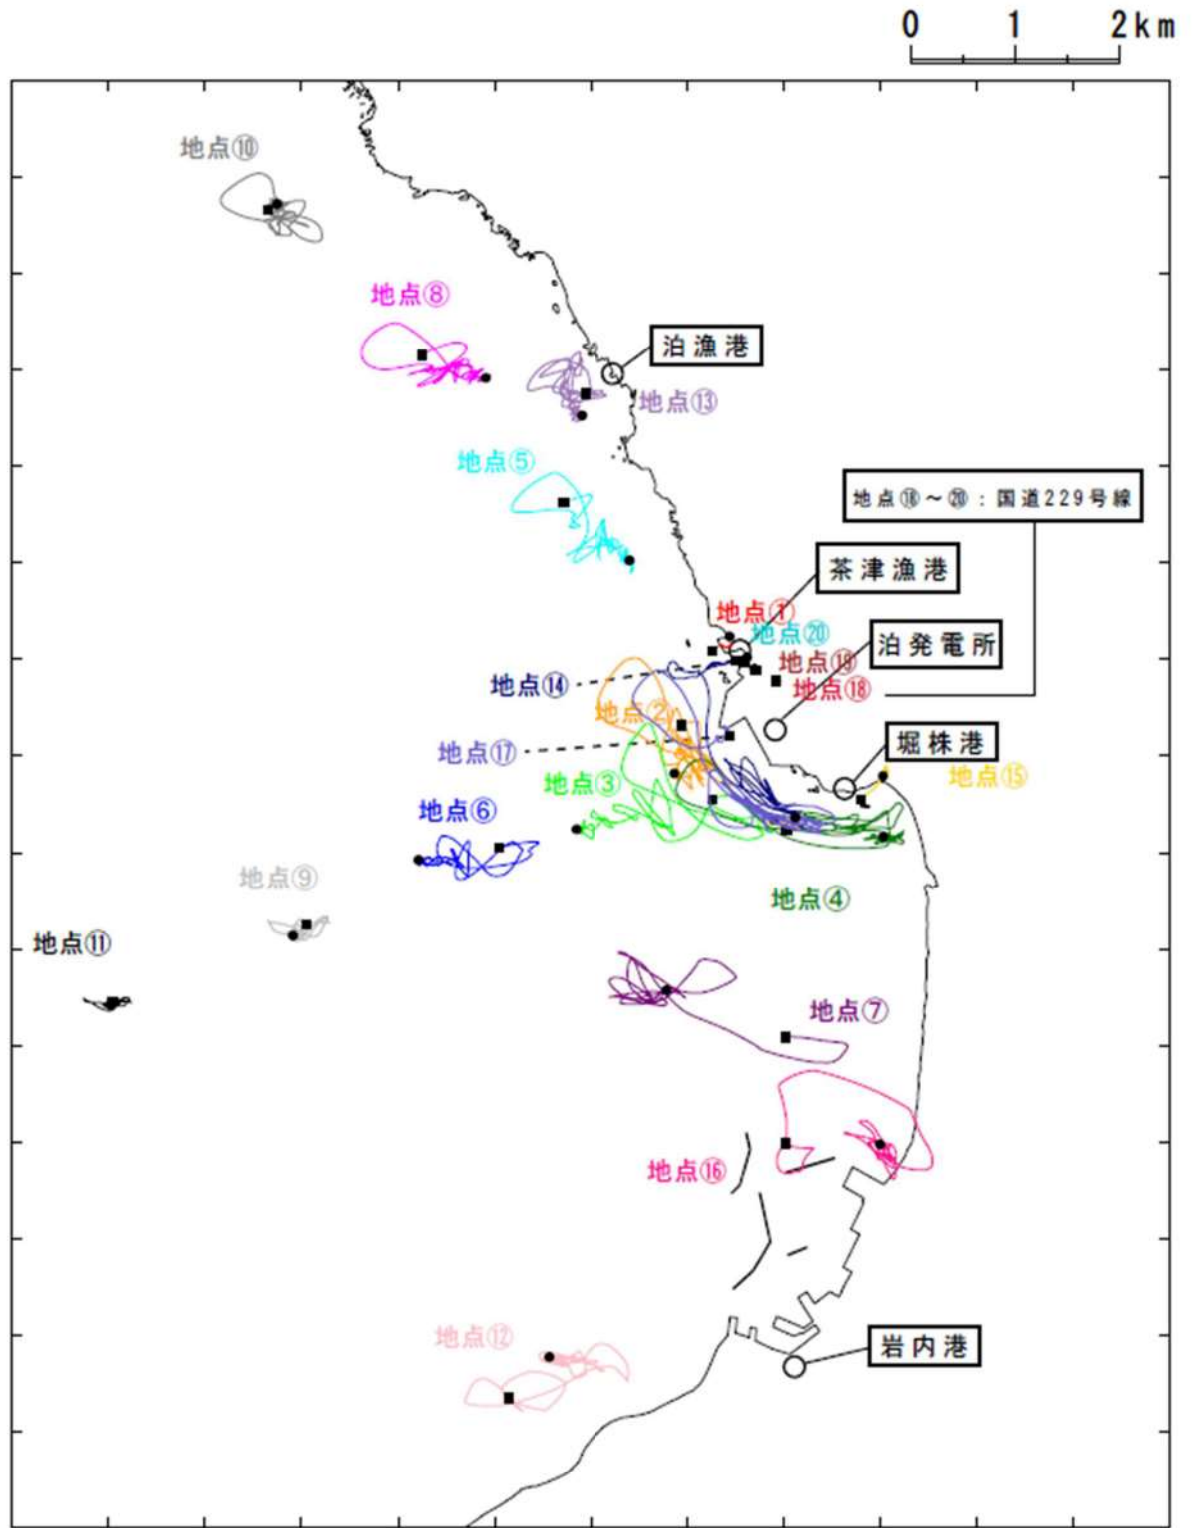 0 1 2km
地点⑩
地点⑧
泊漁港
地点⑬
地点⑤
地点⑱～⑳：国道229号線
茶津漁港
地点①
地点⑳
泊発電所
地点⑲
地点⑭
地点⑱
地点②
堀株港
地点⑰
地点③
地点⑮
地点⑥
地点⑨
地点④
地点⑪
地点⑦
地点⑯
地点⑫
岩内港